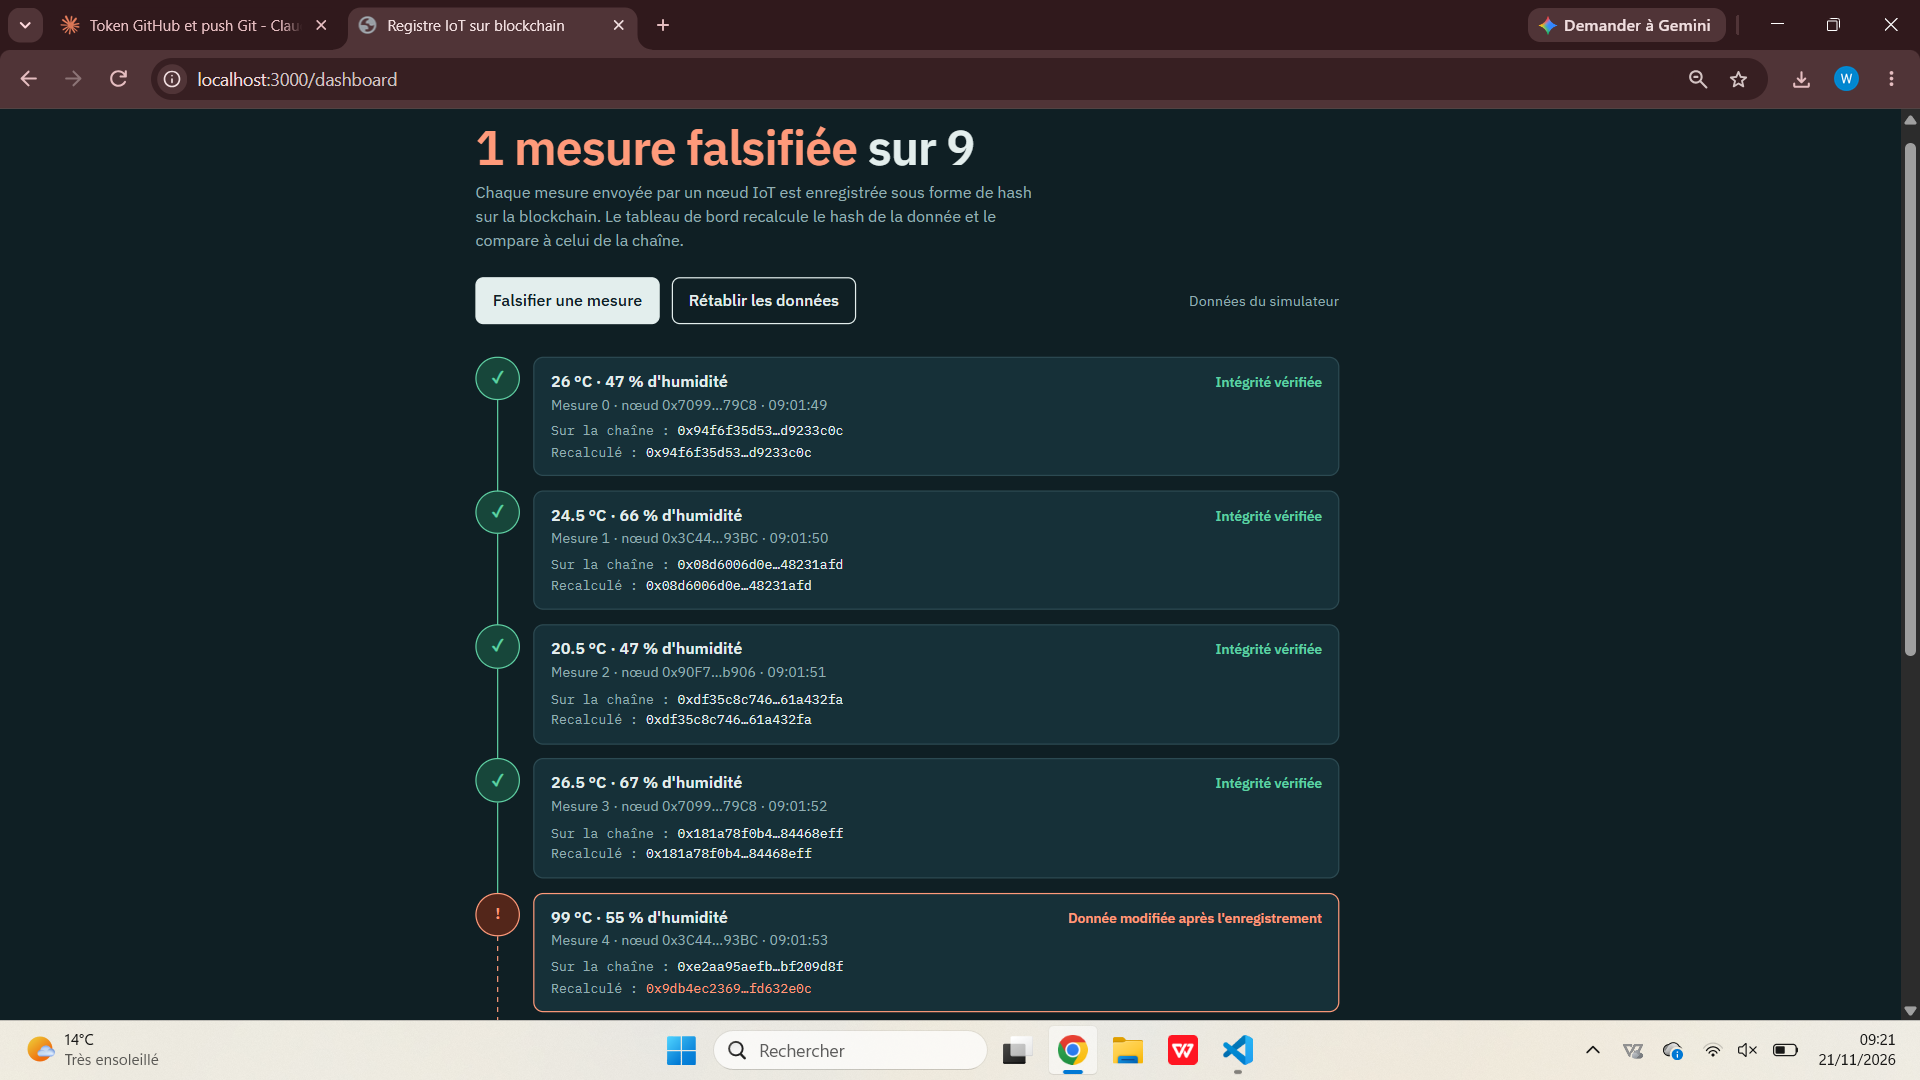 Token GitHub et push Git - Clau
Registre IoT sur blockchain
Demander à Gemini
localhost:3000/dashboard
W
1 mesure falsifiée sur 9
Chaque mesure envoyée par un nœud IoT est enregistrée sous forme de hash
sur la blockchain. Le tableau de bord recalcule le hash de la donnée et le
compare à celui de la chaîne.
Falsifier une mesure
Rétablir les données
Données du simulateur
26 °C · 47 % d'humidité
Intégrité vérifiée
Mesure 0 · nœud 0x7099…79C8 · 09:01:49
Sur la chaîne : 0x94f6f35d53…d9233c0c
Recalculé : 0x94f6f35d53…d9233c0c
24.5 °C · 66 % d'humidité
Intégrité vérifiée
Mesure 1 · nœud 0x3C44…93BC · 09:01:50
Sur la chaîne : 0x08d6006d0e…48231afd
Recalculé : 0x08d6006d0e…48231afd
20.5 °C · 47 % d'humidité
Intégrité vérifiée
Mesure 2 · nœud 0x90F7…b906 · 09:01:51
Sur la chaîne : 0xdf35c8c746…61a432fa
Recalculé : 0xdf35c8c746…61a432fa
26.5 °C · 67 % d'humidité
Intégrité vérifiée
Mesure 3 · nœud 0x7099…79C8 · 09:01:52
Sur la chaîne : 0x181a78f0b4…84468eff
Recalculé : 0x181a78f0b4…84468eff
!
99 °C · 55 % d'humidité
Donnée modifiée après l'enregistrement
Mesure 4 · nœud 0x3C44…93BC · 09:01:53
Sur la chaîne : 0xe2aa95aefb…bf209d8f
Recalculé : 0x9db4ec2369…fd632e0c
14°C
Très ensoleillé
Rechercher
09:21
21/11/2026